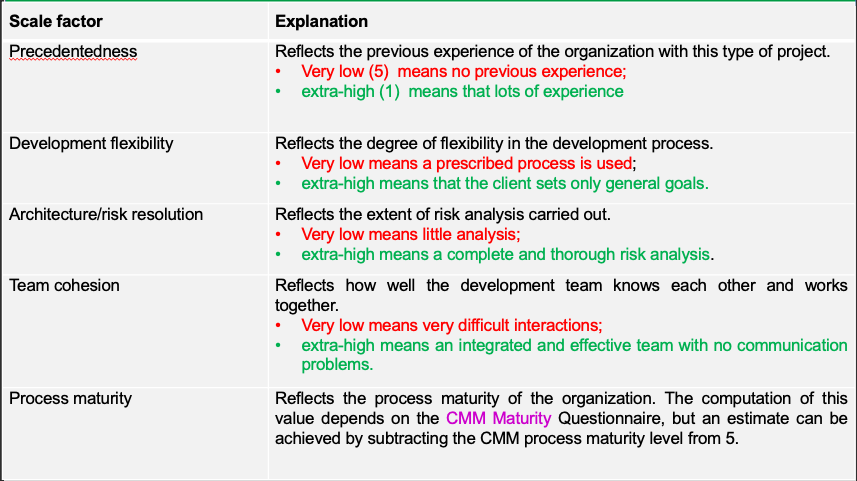 Scale factor
Explanation
Precedentedness
Reflects the previous experience of the organization with this type of project.
• Very low (5) means no previous experience;
• extra-high (1) means that lots of experience
Development flexibility
Reflects the degree of flexibility in the development process.
• Very low means a prescribed process is used;
• extra-high means that the client sets only general goals.
Architecture/risk resolution
Reflects the extent of risk analysis carried out.
• Very low means little analysis;
• extra-high means a complete and thorough risk analysis.
Team cohesion
Reflects how well the development team knows each other and works
together.
• Very low means very difficult interactions;
• extra-high means an integrated and effective team with no communication
problems.
Process maturity
Reflects the process maturity of the organization. The computation of this
value depends on the CMM Maturity Questionnaire, but an estimate can be
achieved by subtracting the CMM process maturity level from 5.